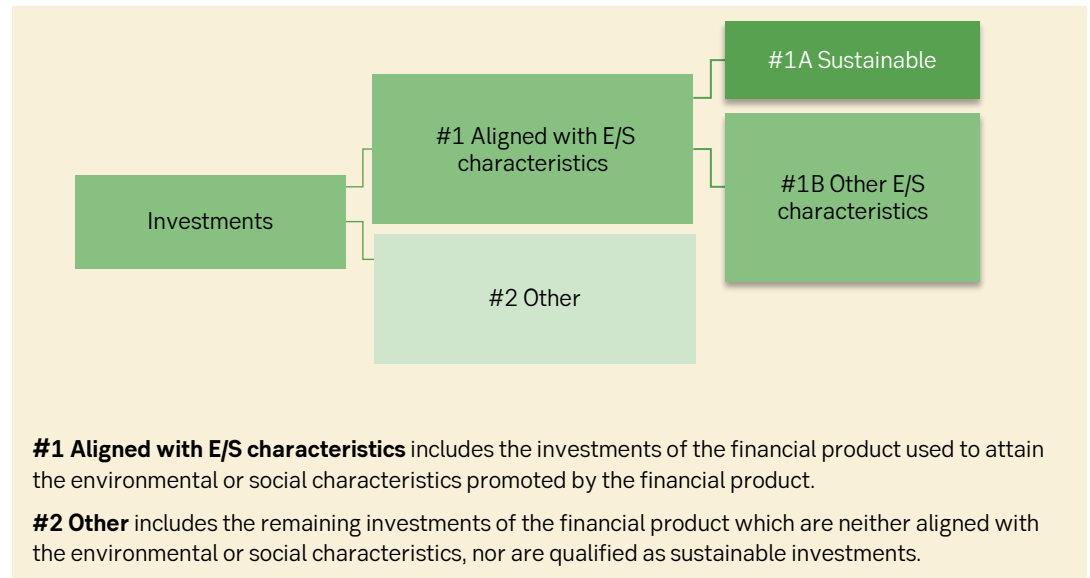 #1A Sustainable
#1 Aligned with E/S
characteristics
#1B Other E/S
characteristics
Investments
#2 Other
#1 Aligned with E/S characteristics includes the investments of the financial product used to attain
the environmental or social characteristics promoted by the financial product.
#2 Other includes the remaining investments of the financial product which are neither aligned with
the environmental or social characteristics, nor are qualified as sustainable investments.